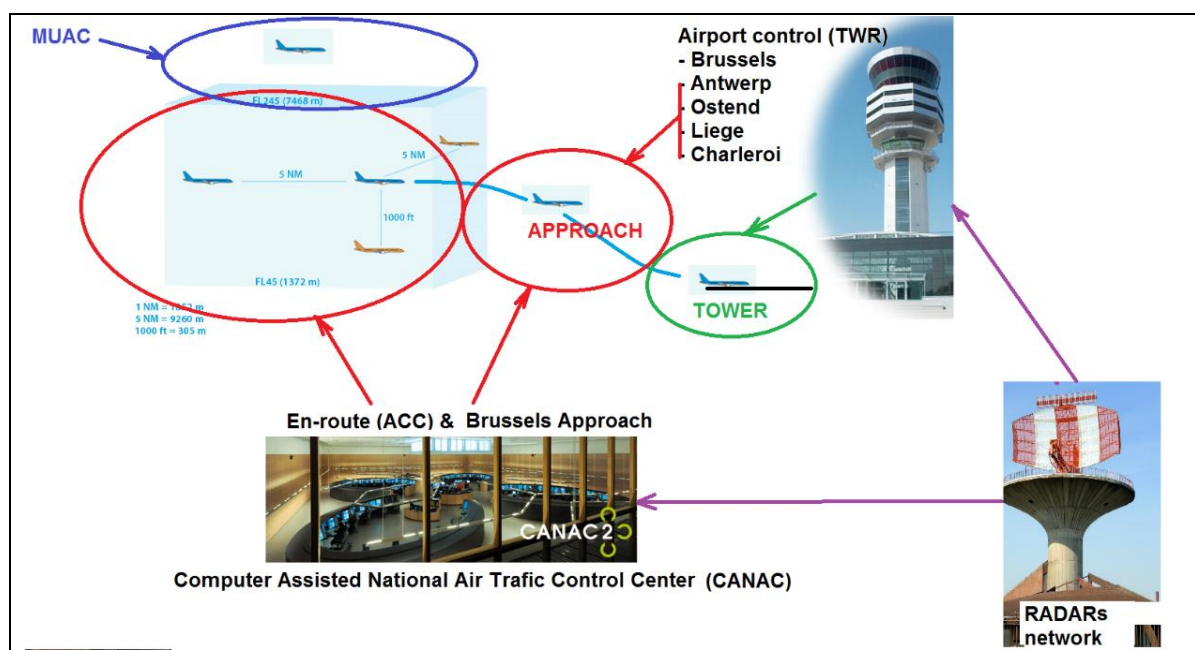 MUAC
Airport control (TWR)
- Brussels
- Antwerp
- Ostend
- Liege
- Charleroi
FL245 (7468 m)
5 NM
5 NM
1000 ft
APPROACH
FL45 (1372 m)
TOWER
1 NM = 1852 m
5 NM = 9260 m
1000 ft = 305 m
En-route (ACC) & Brussels Approach
CANAC 2
Computer Assisted National Air Trafic Control Center (CANAC)
RADARs
network